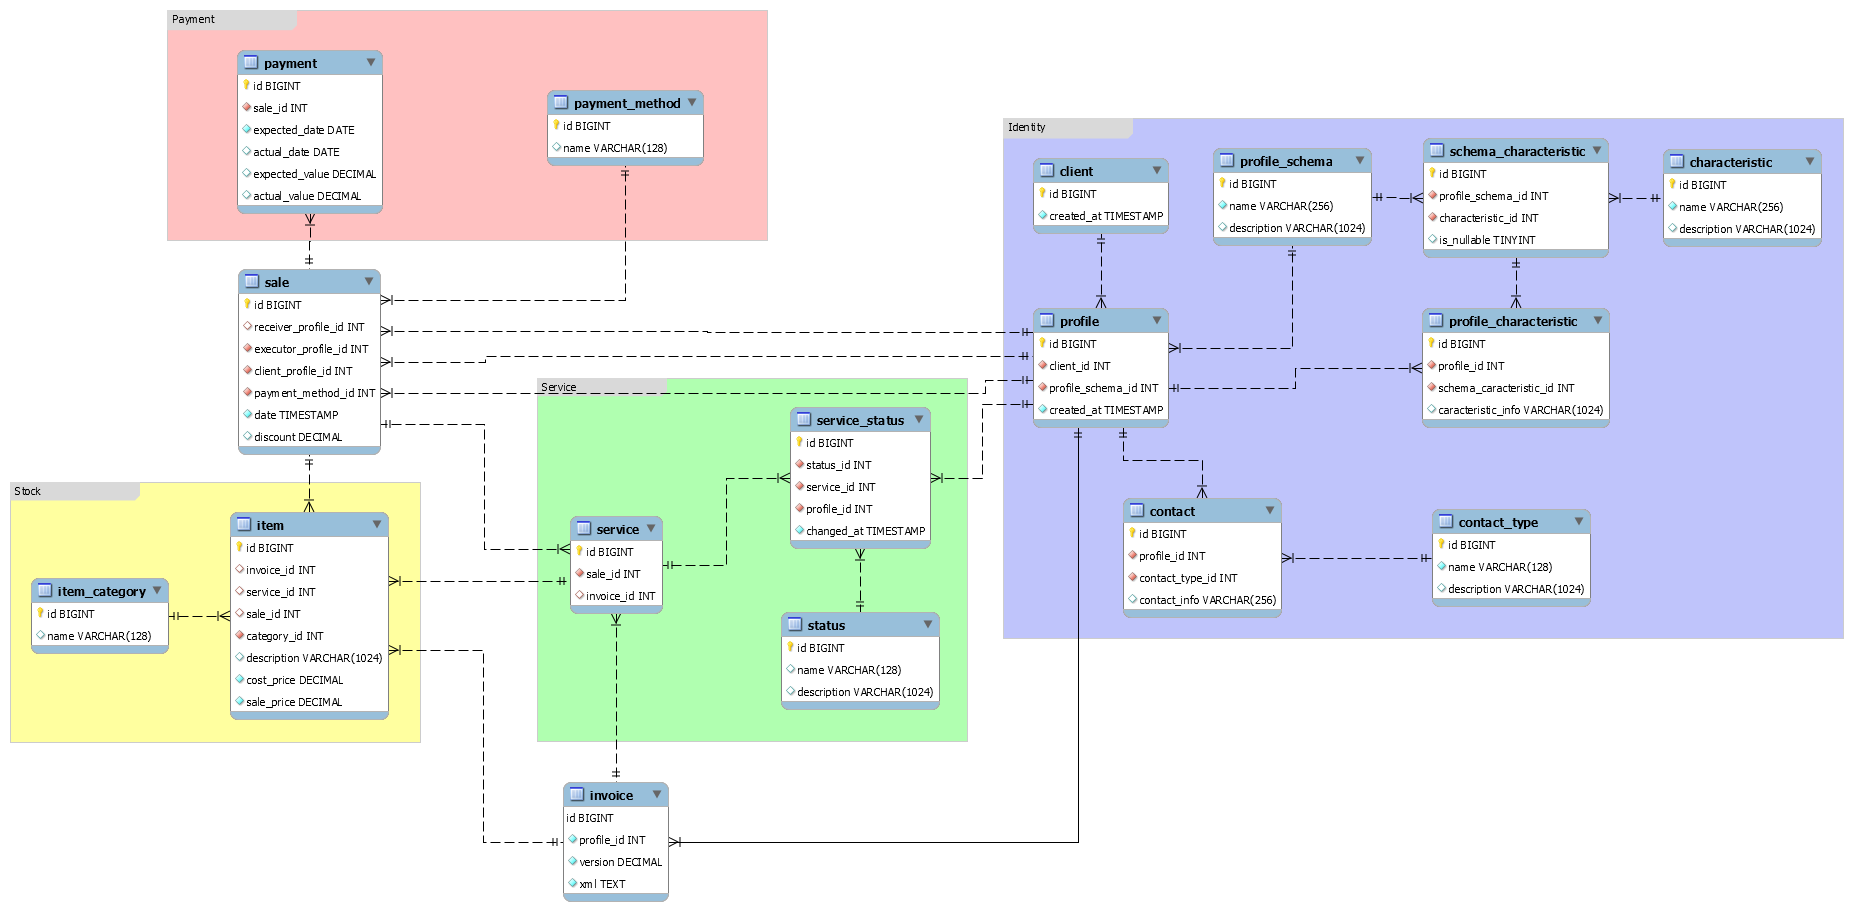 Payment
payment
id BIGINT
sale_id INT
expected_date DATE
actual_date DATE
expected_value DECIMAL
actual_value DECIMAL
payment_method
id BIGINT
name VARCHAR(128)
sale
id BIGINT
receiver_profile_id INT
executor_profile_id INT
client_profile_id INT
payment_method_id INT
date TIMESTAMP
discount DECIMAL
Stock
item
id BIGINT
invoice_id INT
service_id INT
sale_id INT
category_id INT
description VARCHAR(1024)
cost_price DECIMAL
sale_price DECIMAL
item_category
id BIGINT
name VARCHAR(128)
Service
service_status
id BIGINT
status_id INT
service_id INT
profile_id INT
changed_at TIMESTAMP
service
id BIGINT
sale_id INT
invoice_id INT
status
id BIGINT
name VARCHAR(128)
description VARCHAR(1024)
invoice
id BIGINT
profile_id INT
version DECIMAL
xml TEXT
Identity
client
id BIGINT
created_at TIMESTAMP
profile_schema
id BIGINT
name VARCHAR(256)
description VARCHAR(1024)
schema_characteristic
id BIGINT
profile_schema_id INT
characteristic_id INT
is_nullable TINYINT
characteristic
id BIGINT
name VARCHAR(256)
description VARCHAR(1024)
profile
id BIGINT
client_id INT
profile_schema_id INT
created_at TIMESTAMP
profile_characteristic
id BIGINT
profile_id INT
schema_caracteristic_id INT
caracteristic_info VARCHAR(1024)
contact
id BIGINT
profile_id INT
contact_type_id INT
contact_info VARCHAR(256)
contact_type
id BIGINT
name VARCHAR(128)
description VARCHAR(1024)